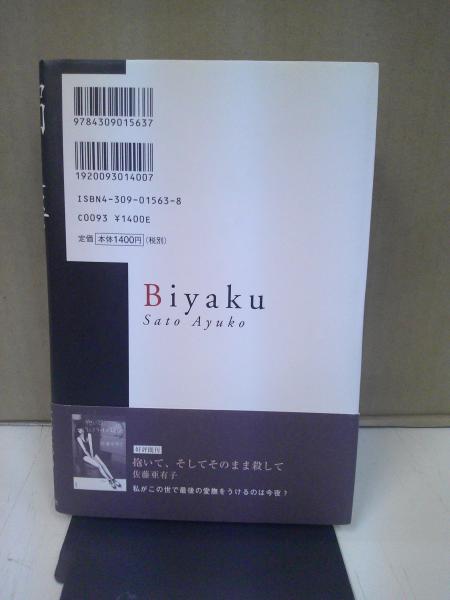 9784309015637
1920093014007
ISBN4-309-01563-8
C0093 ¥1400E
定価 本体1400円 (税別)
Biyaku
Sato Ayuko
好評既刊
抱いて、そしてそのまま殺して
佐藤亜有子
私がこの世で最後の愛撫をうけるのは今夜?